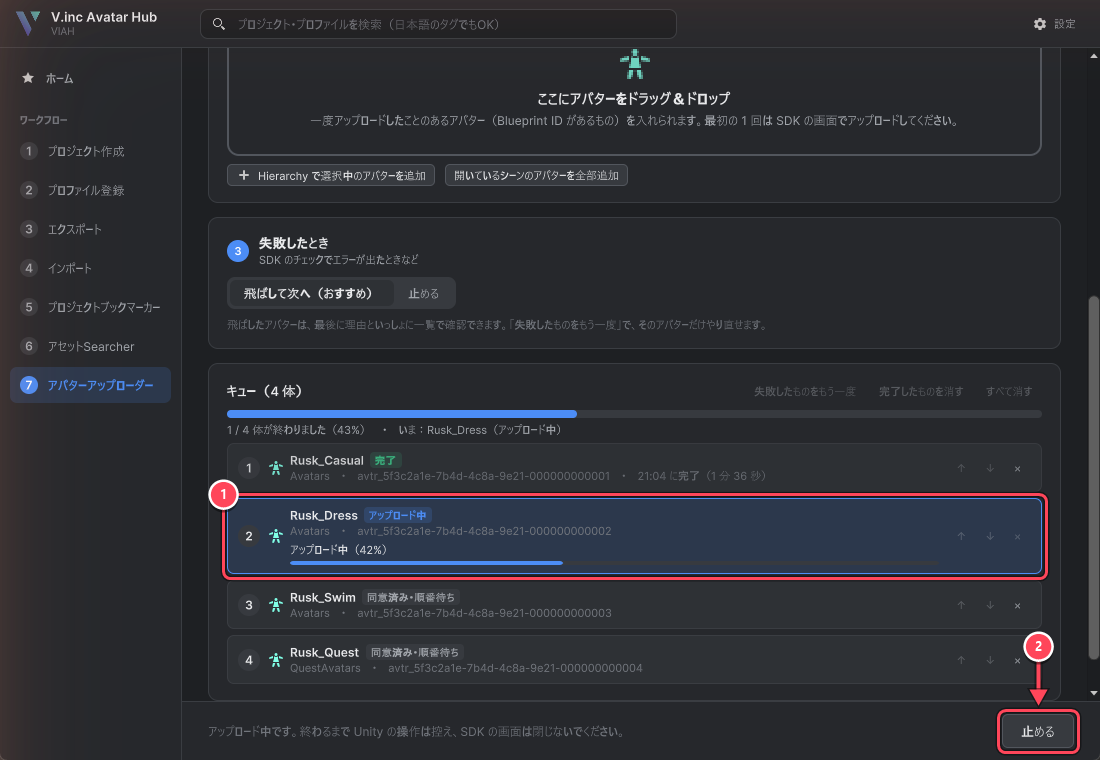 V.inc Avatar Hub
VIAH
プロジェクト・プロファイルを検索（日本語のタグでもOK）
設定
ホーム
ワークフロー
1 プロジェクト作成
2 プロファイル登録
3 エクスポート
4 インポート
5 プロジェクトブックマーカー
6 アセットSearcher
7 アバターアップローダー
ここにアバターをドラッグ＆ドロップ
一度アップロードしたことのあるアバター（Blueprint ID があるもの）を入れられます。最初の 1 回は SDK の画面でアップロードしてください。
＋ Hierarchy で選択中のアバターを追加
開いているシーンのアバターを全部追加
3 失敗したとき
SDK のチェックでエラーが出たときなど
飛ばして次へ（おすすめ） 止める
飛ばしたアバターは、最後に理由といっしょに一覧で確認できます。「失敗したものをもう一度」で、そのアバターだけやり直せます。
キュー（4 体） 失敗したものをもう一度 完了したものを消す すべて消す
1 / 4 体が終わりました（43%） ・ いま：Rusk_Dress（アップロード中）
1 Rusk_Casual 完了
Avatars ・ avtr_5f3c2a1e-7b4d-4c8a-9e21-000000000001 ・ 21:04 に完了（1 分 36 秒） ↑ ↓ ×
1
2 Rusk_Dress アップロード中
Avatars ・ avtr_5f3c2a1e-7b4d-4c8a-9e21-000000000002 ↑ ↓ ×
アップロード中（42%）
3 Rusk_Swim 同意済み・順番待ち
Avatars ・ avtr_5f3c2a1e-7b4d-4c8a-9e21-000000000003 ↑ ↓ ×
4 Rusk_Quest 同意済み・順番待ち
QuestAvatars ・ avtr_5f3c2a1e-7b4d-4c8a-9e21-000000000004 ↑ ↓ ×
2
アップロード中です。終わるまで Unity の操作は控え、SDK の画面は閉じないでください。
止める